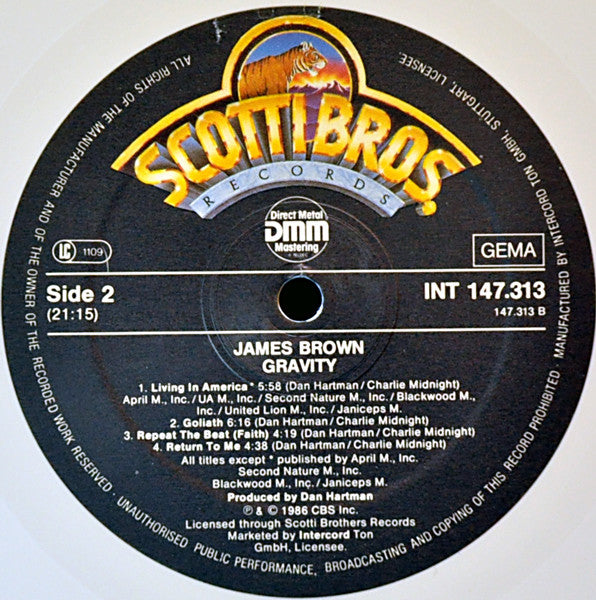 SCOTTI BROS.
RECORDS
Direct Metal
DMM
Mastering
LC 1109
GEMA
Side 2
(21:15)
INT 147.313
147.313 B
JAMES BROWN
GRAVITY
1. Living In America * 5:58 (Dan Hartman/Charlie Midnight)
April M., Inc./UA M., Inc./Second Nature M., Inc./Blackwood M.,
Inc./United Lion M., Inc./Janiceps M.
2. Goliath 6:16 (Dan Hartman/Charlie Midnight)
3. Repeat The Beat (Faith) 4:19 (Dan Hartman/Charlie Midnight)
4. Return To Me 4:38 (Dan Hartman/Charlie Midnight)
All titles except * published by April M., Inc.
Second Nature M., Inc.
Blackwood M., Inc./Janiceps M.
Produced by Dan Hartman
℗ & © 1986 CBS Inc.
Licensed through Scotti Brothers Records
Marketed by Intercord Ton
GmbH, Licensee.
ALL RIGHTS OF THE MANUFACTURER AND OF THE OWNER OF THE RECORDED WORK RESERVED · UNAUTHORISED PUBLIC PERFORMANCE, BROADCASTING AND COPYING OF THIS RECORD PROHIBITED. MANUFACTURED BY INTERCORD TON GMBH, STUTTGART, LICENSEE.